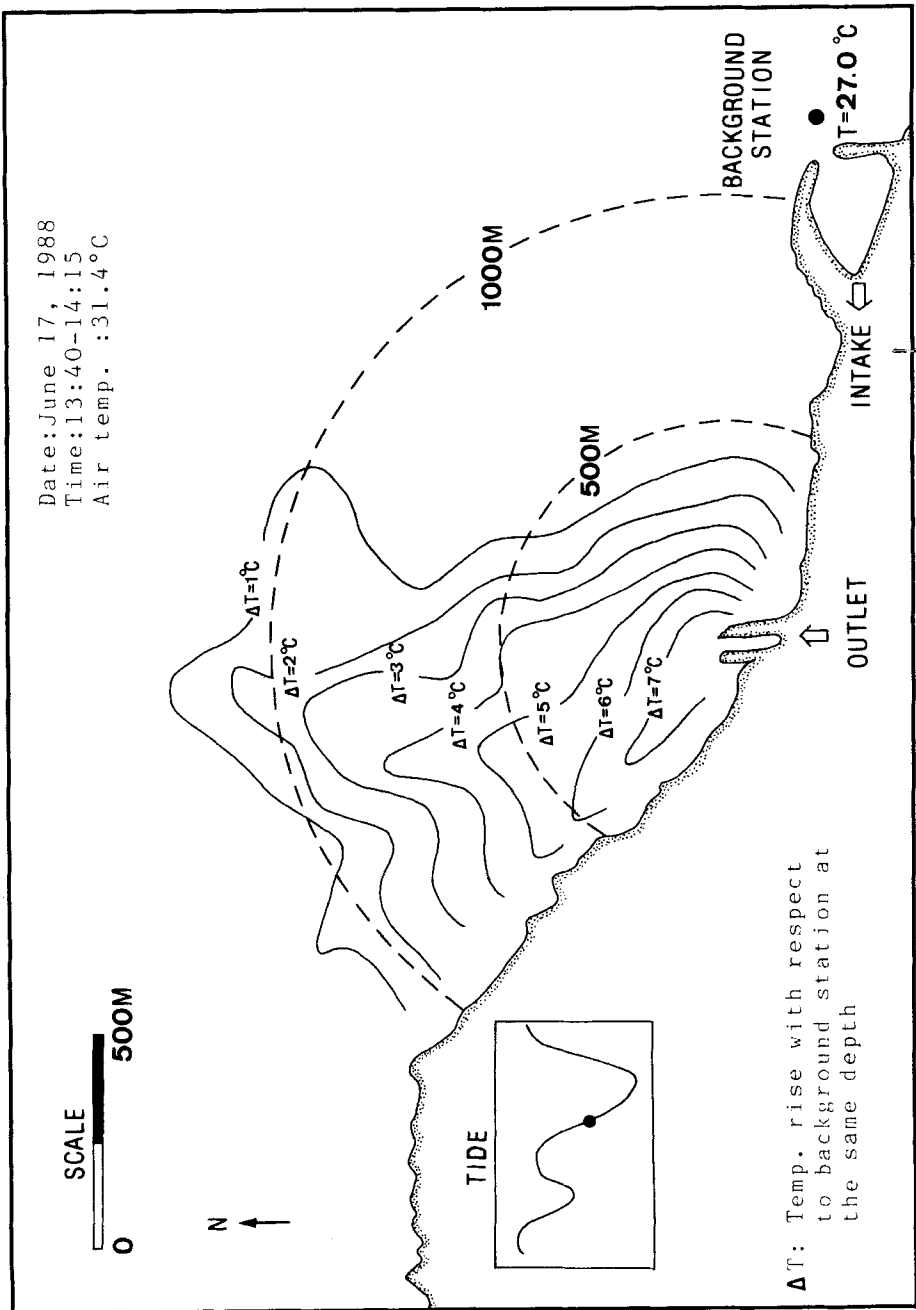 Date:June 17, 1988
Time:13:40-14:15
Air temp. :31.4°C
SCALE
0
500M
N
1000M
500M
ΔT=1°C
ΔT=2°C
ΔT=3°C
ΔT=4°C
ΔT=5°C
ΔT=6°C
ΔT=7°C
BACKGROUND
STATION
T=27.0°C
TIDE
OUTLET
INTAKE
ΔT: Temp. rise with respect
to background station at
the same depth